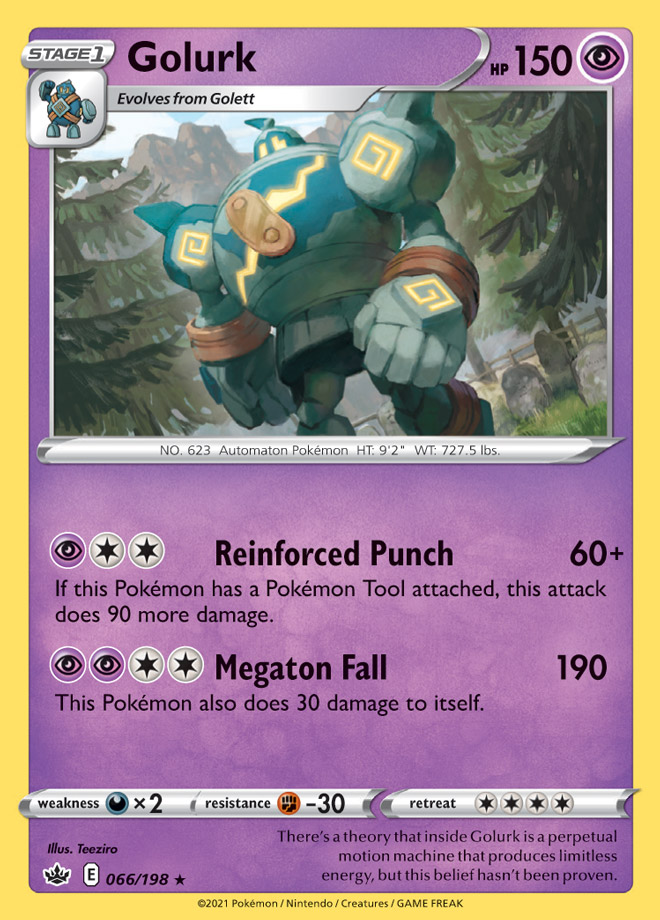 STAGE 1
Golurk
HP 150
Evolves from Golett
NO. 623 Automaton Pokémon HT: 9'2" WT: 727.5 lbs.
Reinforced Punch 60+
If this Pokémon has a Pokémon Tool attached, this attack
does 90 more damage.
Megaton Fall 190
This Pokémon also does 30 damage to itself.
weakness ×2 resistance -30 retreat
Illus. Teeziro
There's a theory that inside Golurk is a perpetual
motion machine that produces limitless
energy, but this belief hasn't been proven.
E 066/198 ★
©2021 Pokémon / Nintendo / Creatures / GAME FREAK